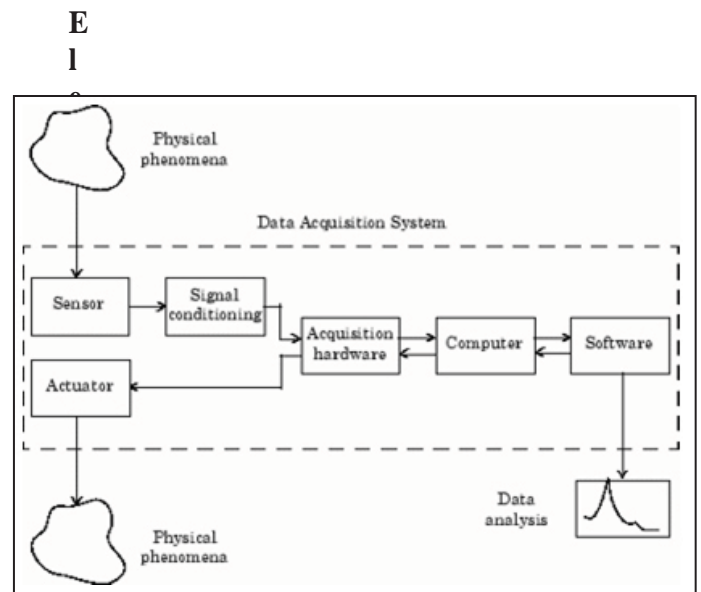 E
l
Physical
phenomena
Data Acquisition System
Sensor
Signal
conditioning
Acquisition
hardware
Computer
Software
Actuator
Data
analysis
Physical
phenomena